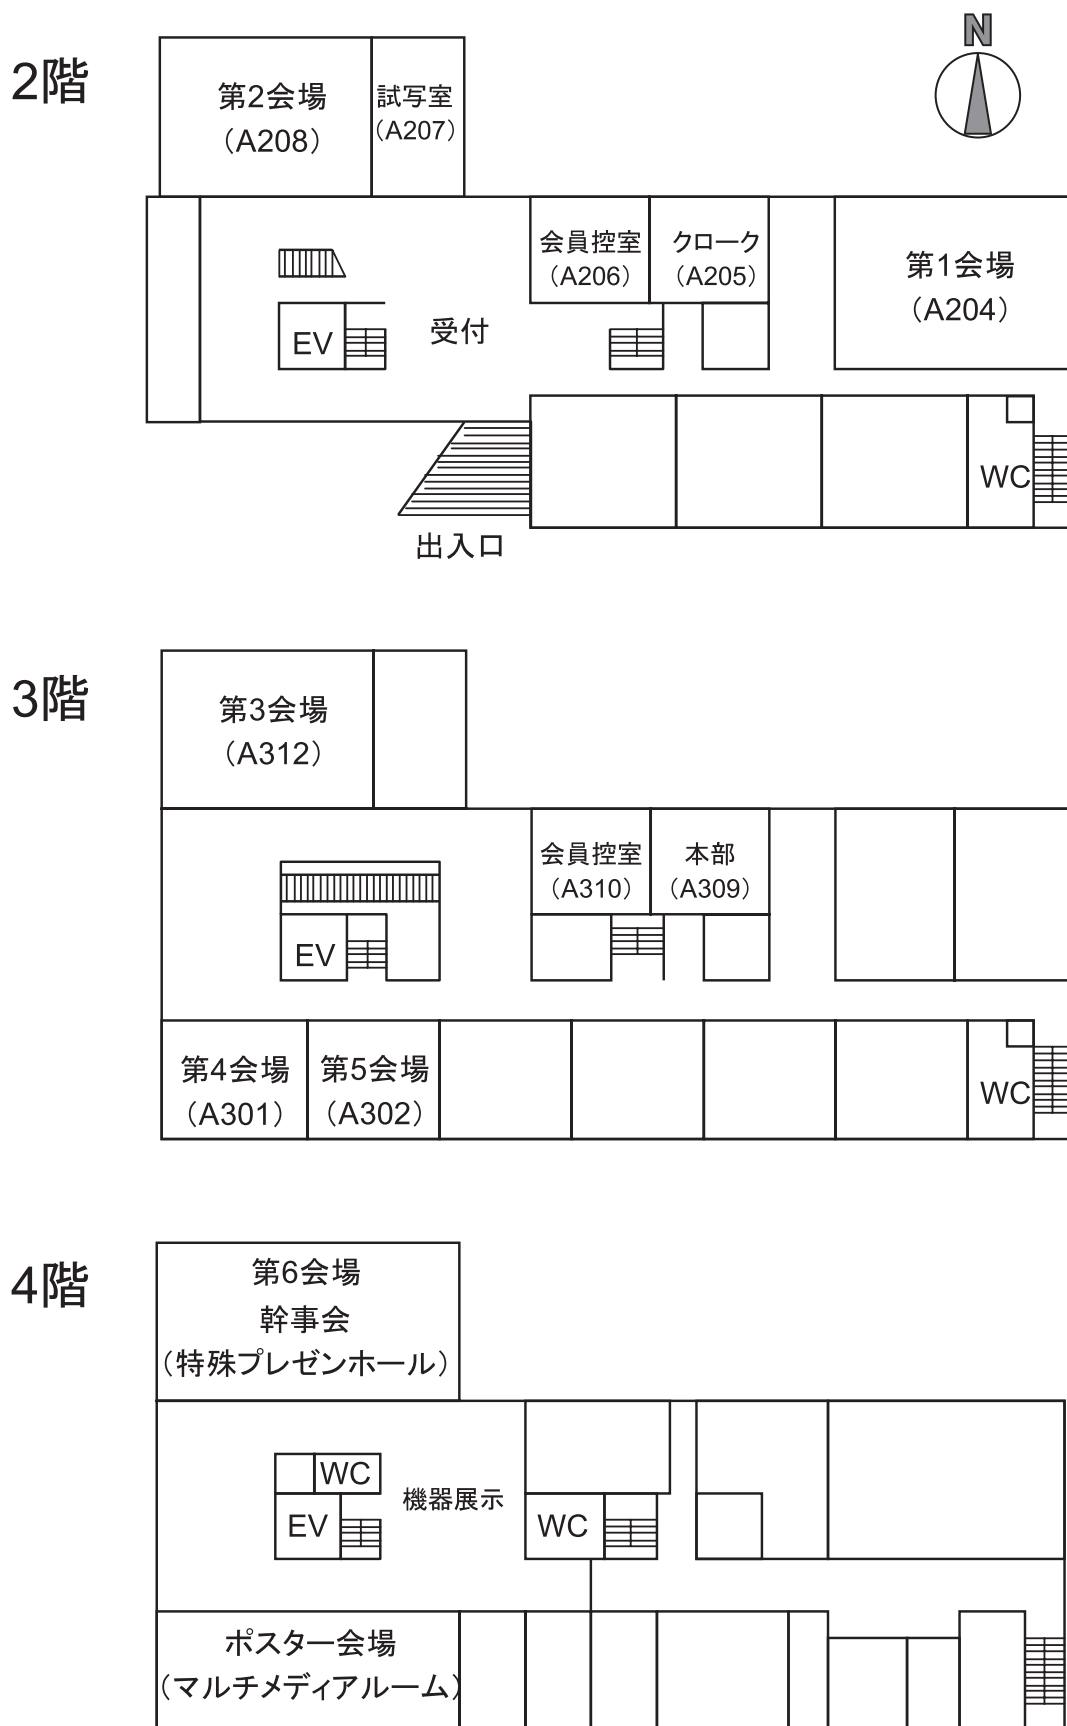 N
2階
第2会場
（A208）
試写室
（A207）
会員控室
（A206）
クローク
（A205）
第1会場
（A204）
EV
受付
WC
出入口
3階
第3会場
（A312）
会員控室
（A310）
本部
（A309）
EV
第4会場
（A301）
第5会場
（A302）
WC
4階
第6会場
幹事会
（特殊プレゼンホール）
WC
機器展示
EV
WC
ポスター会場
（マルチメディアルーム）